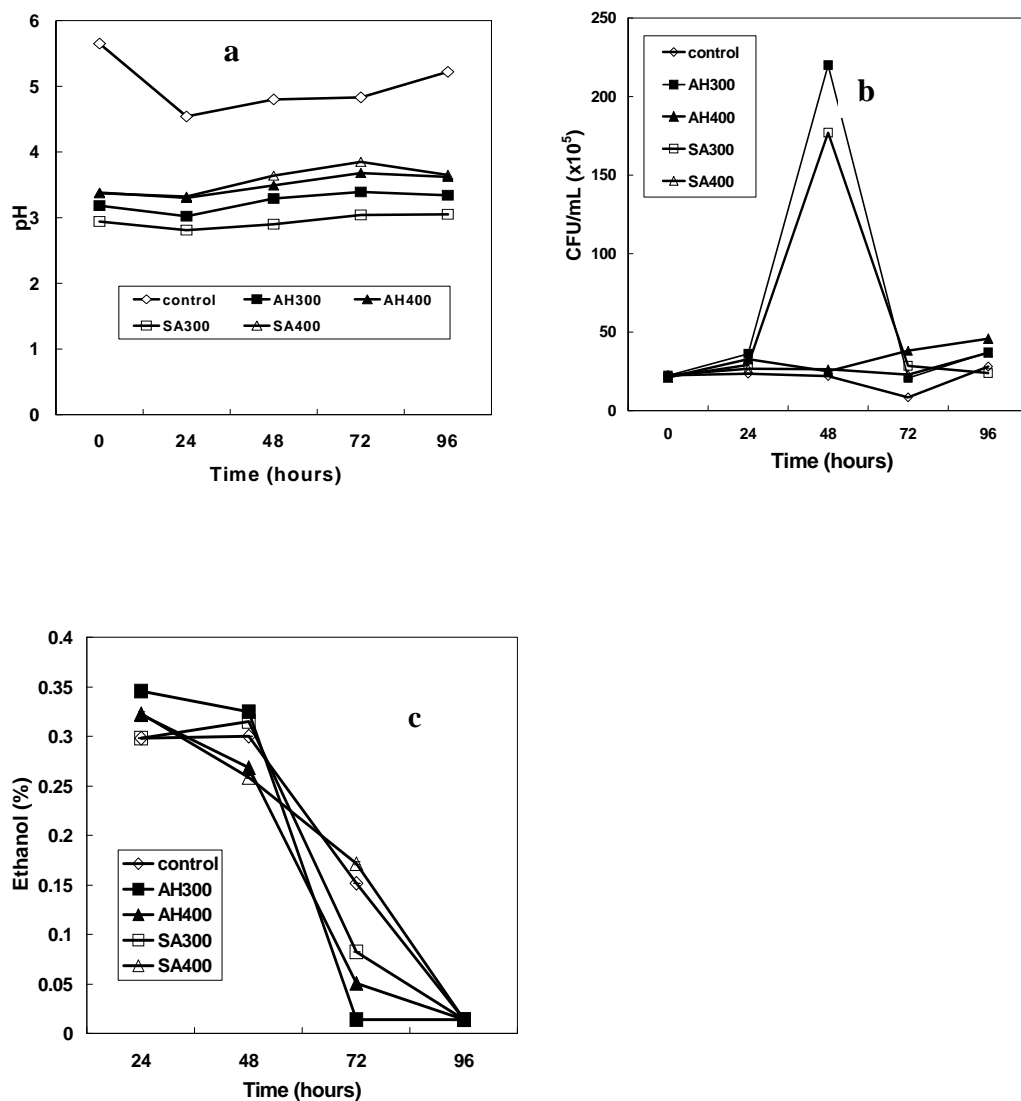 a
6
5
4
3
2
1
0
pH
control AH300 AH400
SA300 SA400
0 24 48 72 96
Time (hours)
b
250
200
150
100
50
0
CFU/mL (x10⁵)
control
AH300
AH400
SA300
SA400
0 24 48 72 96
Time (hours)
c
0.4
0.35
0.3
0.25
0.2
0.15
0.1
0.05
0
Ethanol (%)
control
AH300
AH400
SA300
SA400
24 48 72 96
Time (hours)